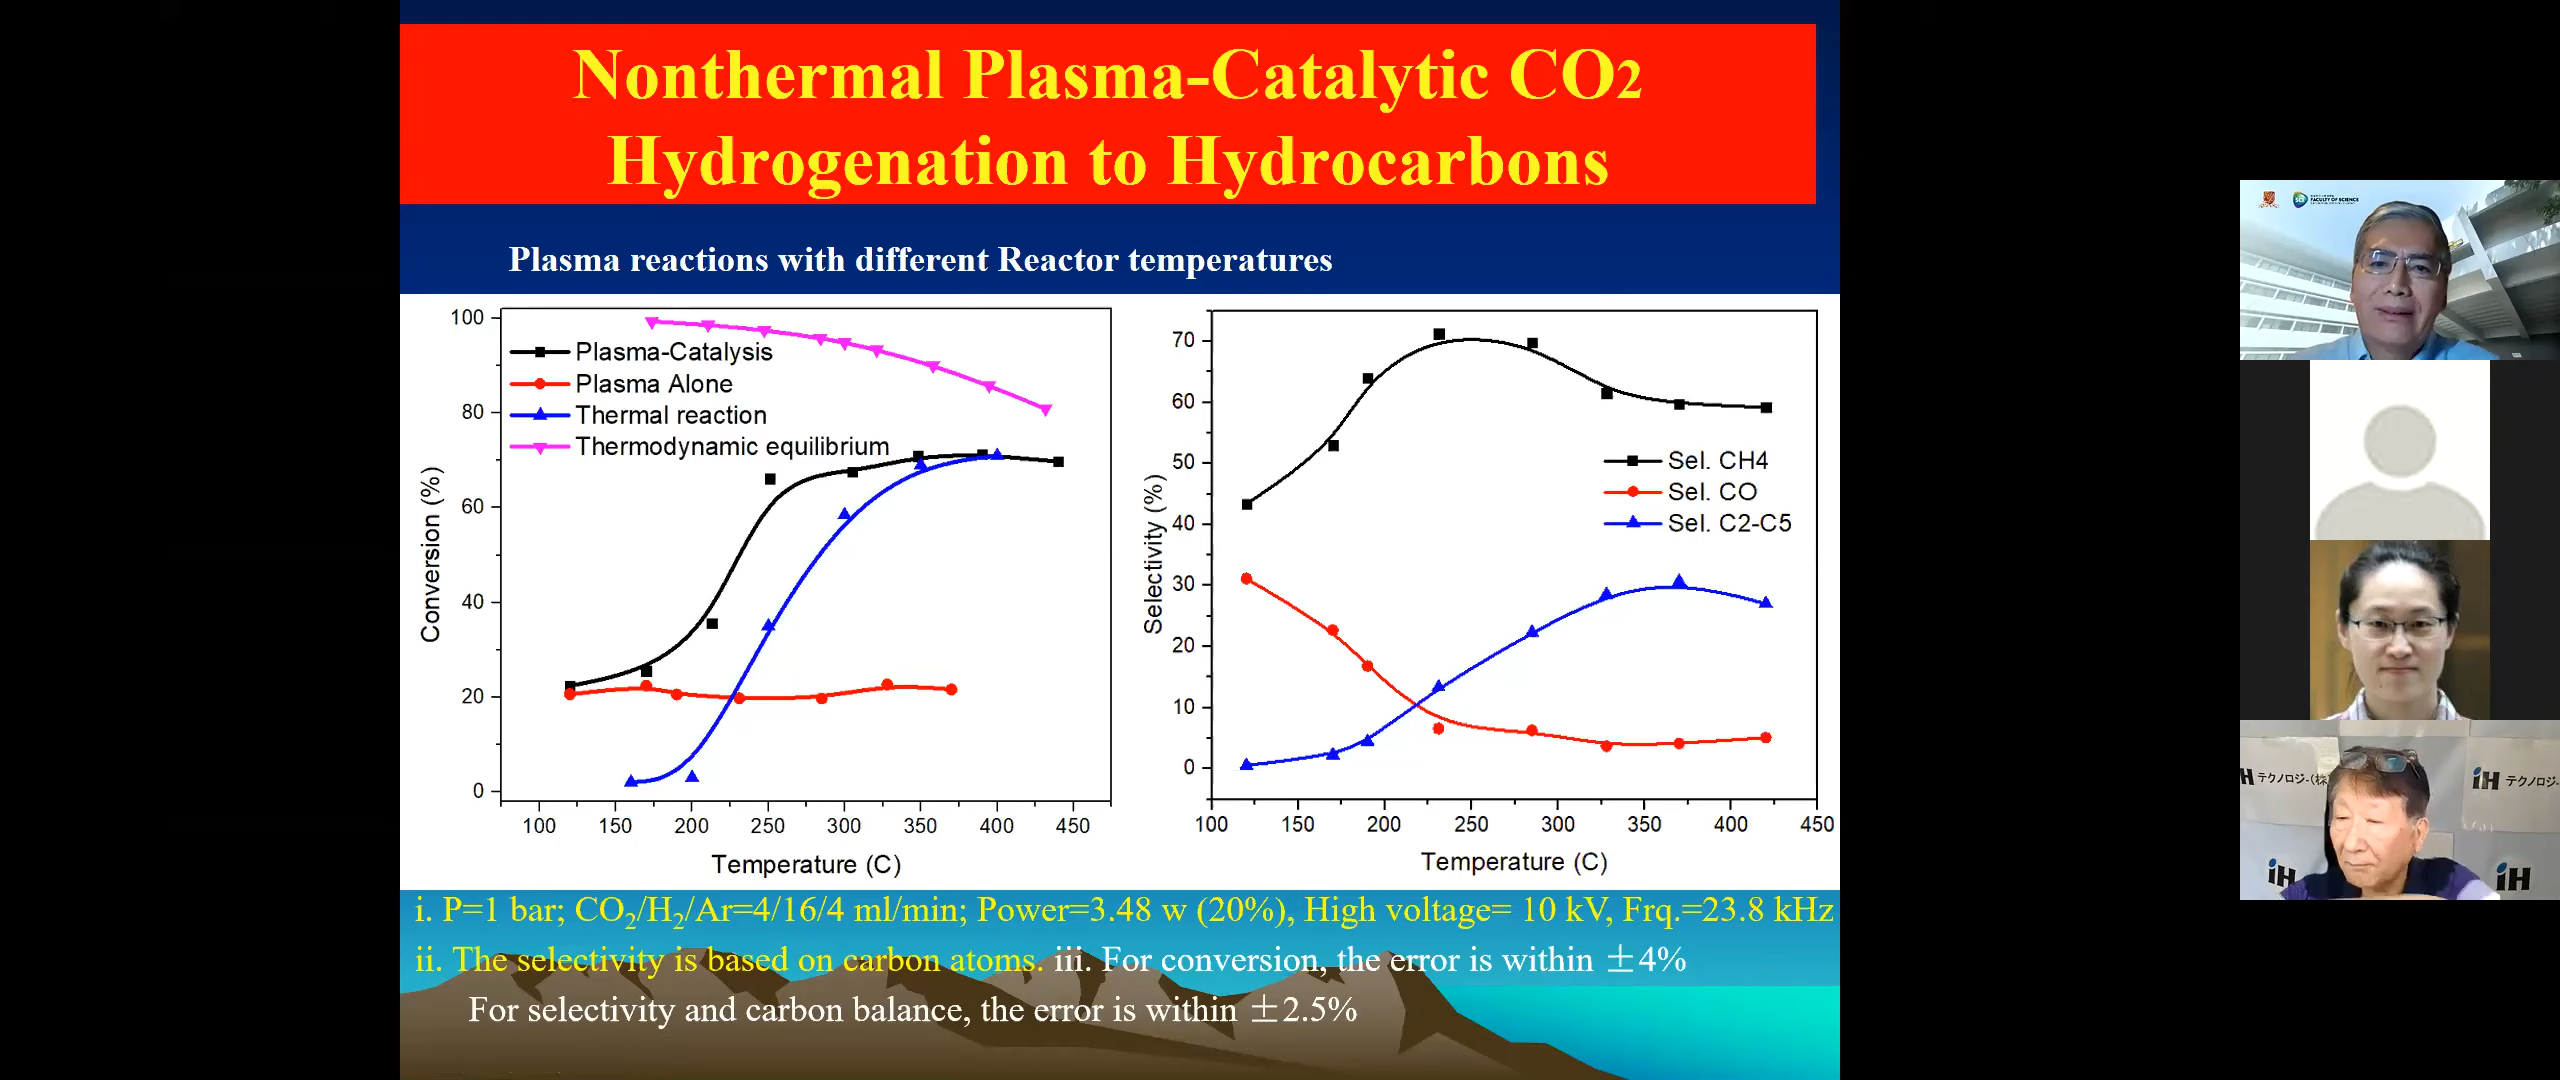 Nonthermal Plasma-Catalytic CO2
Hydrogenation to Hydrocarbons
Plasma reactions with different Reactor temperatures
Conversion (%)
100
80
60
40
20
0
Plasma-Catalysis
Plasma Alone
Thermal reaction
Thermodynamic equilibrium
100 150 200 250 300 350 400 450
Temperature (C)
Selectivity (%)
70
60
50
40
30
20
10
0
Sel. CH4
Sel. CO
Sel. C2-C5
100 150 200 250 300 350 400 450
Temperature (C)
i. P=1 bar; CO₂/H₂/Ar=4/16/4 ml/min; Power=3.48 w (20%), High voltage= 10 kV, Frq.=23.8 kHz
ii. The selectivity is based on carbon atoms. iii. For conversion, the error is within ±4%
For selectivity and carbon balance, the error is within ±2.5%
FACULTY OF SCIENCE
H テクノロジ-(株
iH テクノロジ-
iH
iH